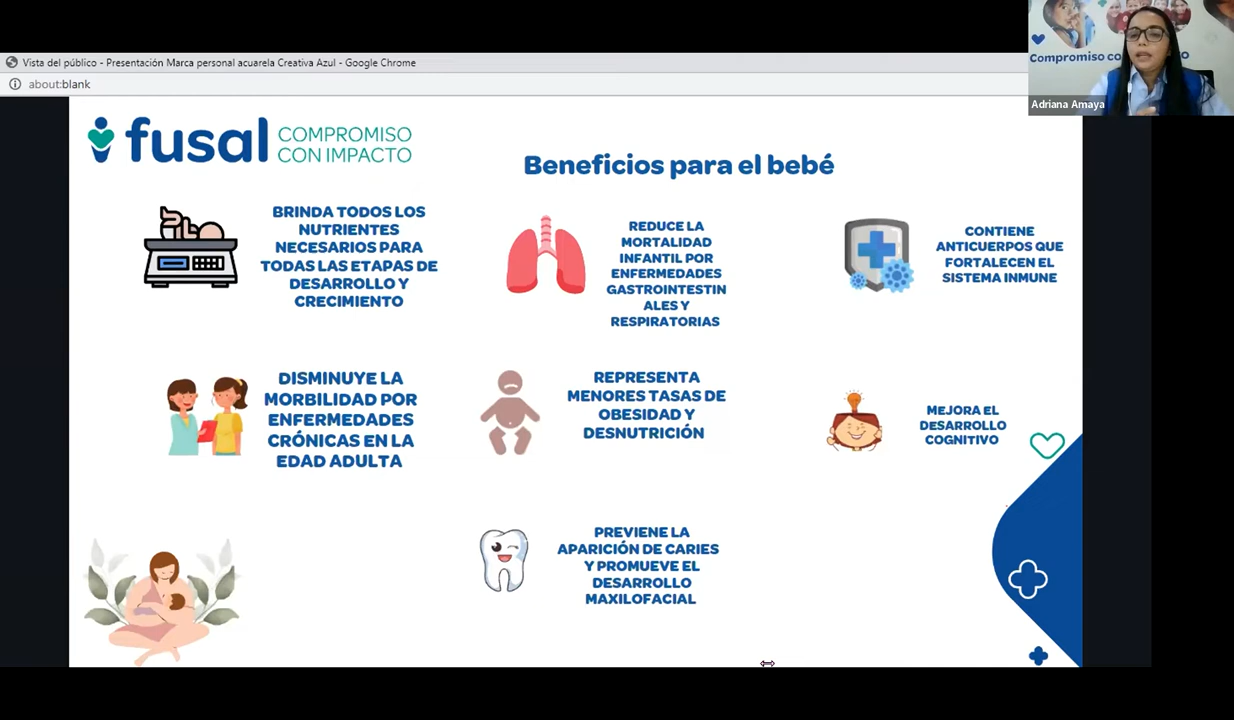 Vista del público - Presentación Marca personal acuarela Creativa Azul - Google Chrome
about:blank
Adriana Amaya
fusal
COMPROMISO
CON IMPACTO
Beneficios para el bebé
BRINDA TODOS LOS
NUTRIENTES
NECESARIOS PARA
TODAS LAS ETAPAS DE
DESARROLLO Y
CRECIMIENTO
REDUCE LA
MORTALIDAD
INFANTIL POR
ENFERMEDADES
GASTROINTESTIN
ALES Y
RESPIRATORIAS
CONTIENE
ANTICUERPOS QUE
FORTALECEN EL
SISTEMA INMUNE
DISMINUYE LA
MORBILIDAD POR
ENFERMEDADES
CRÓNICAS EN LA
EDAD ADULTA
REPRESENTA
MENORES TASAS DE
OBESIDAD Y
DESNUTRICIÓN
MEJORA EL
DESARROLLO
COGNITIVO
PREVIENE LA
APARICIÓN DE CARIES
Y PROMUEVE EL
DESARROLLO
MAXILOFACIAL